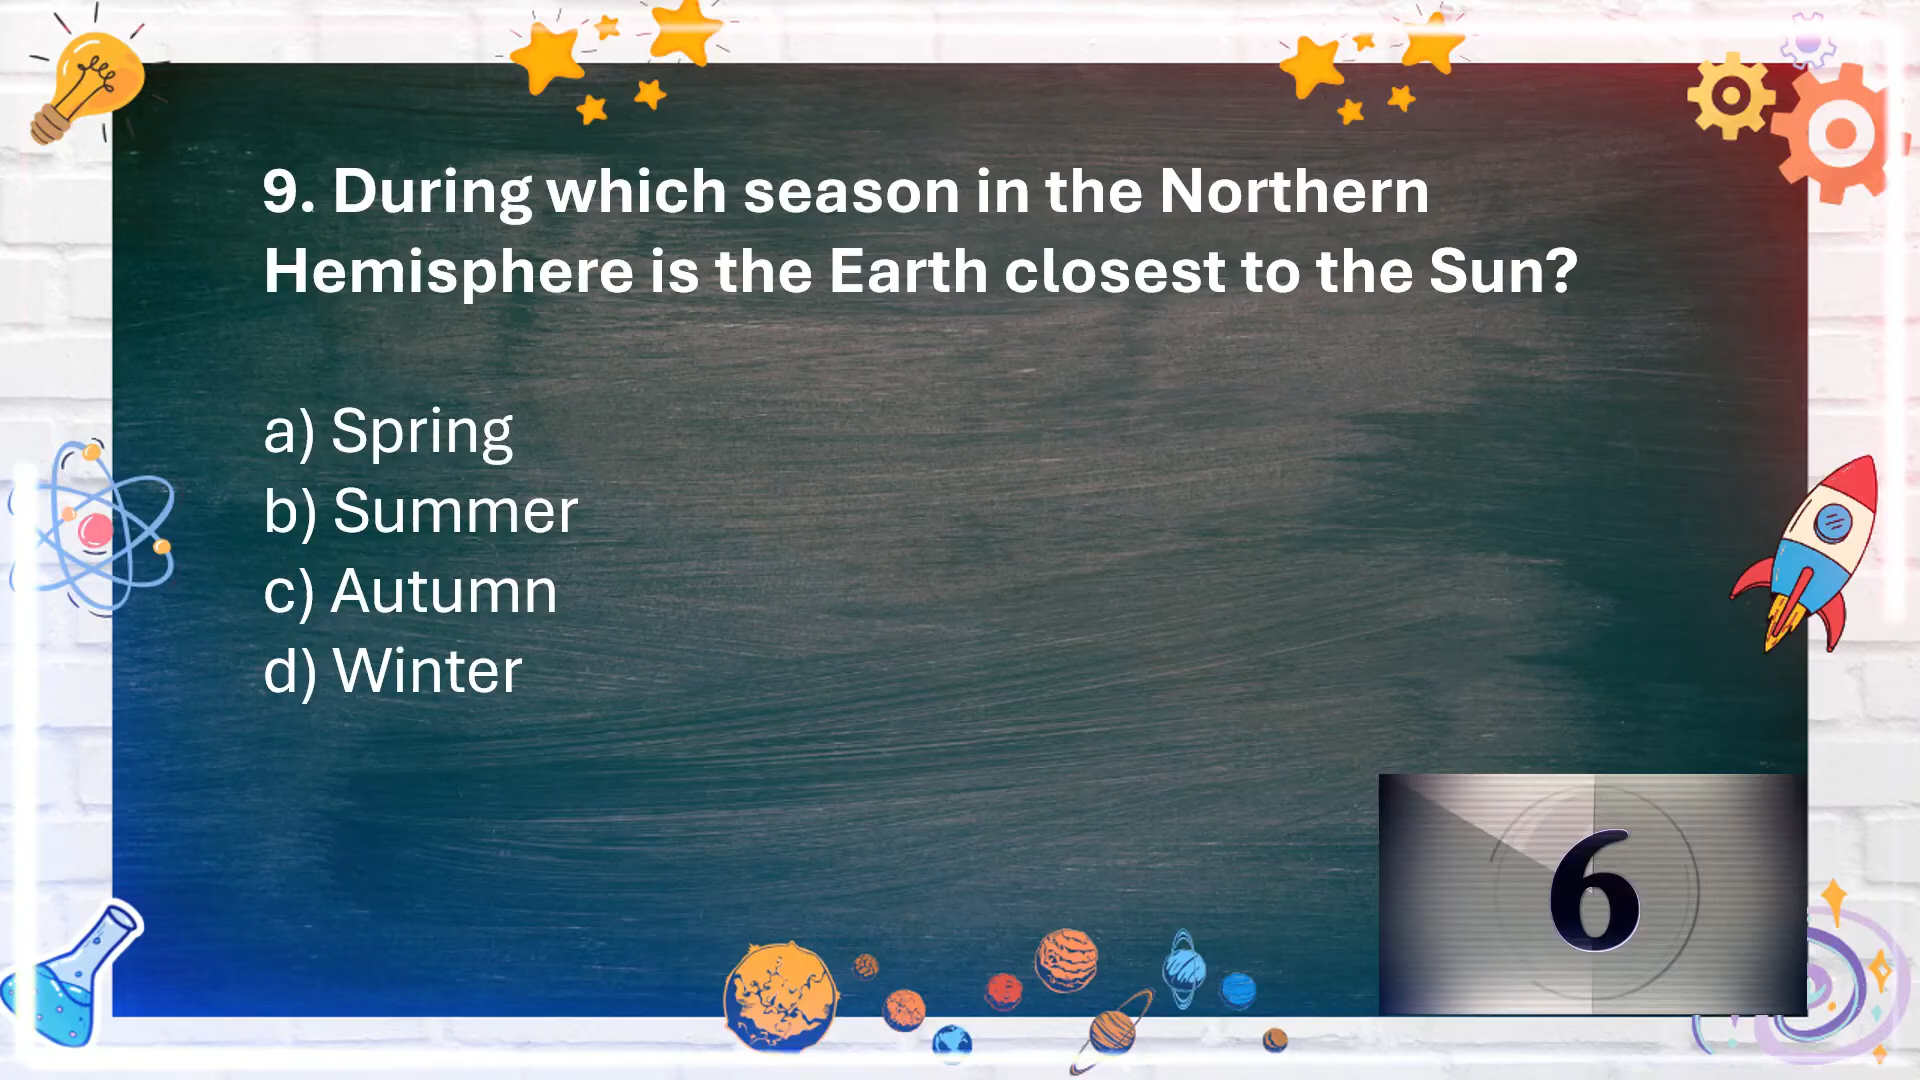 9. During which season in the Northern
Hemisphere is the Earth closest to the Sun?
a) Spring
b) Summer
c) Autumn
d) Winter
6